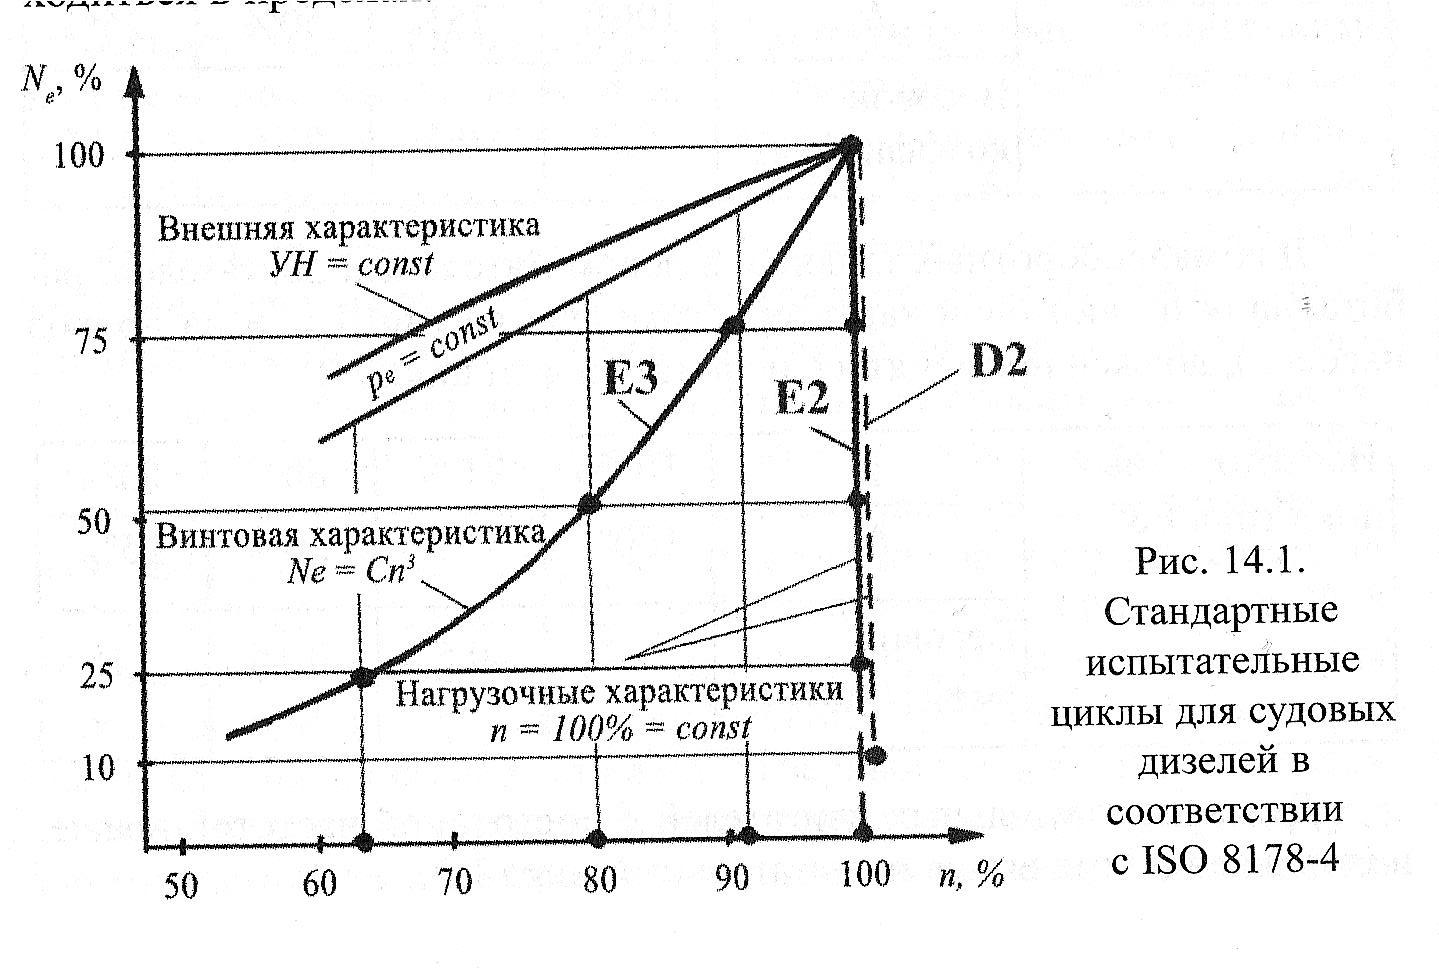 Nₑ, %
100
Внешняя характеристика
УН = const
75
pₑ = const
E3
E2
D2
50
Винтовая характеристика
Ne = Cn³
25
Нагрузочные характеристики
n = 100% = const
10
50 60 70 80 90 100 n, %
Рис. 14.1.
Стандартные
испытательные
циклы для судовых
дизелей в
соответствии
с ISO 8178-4